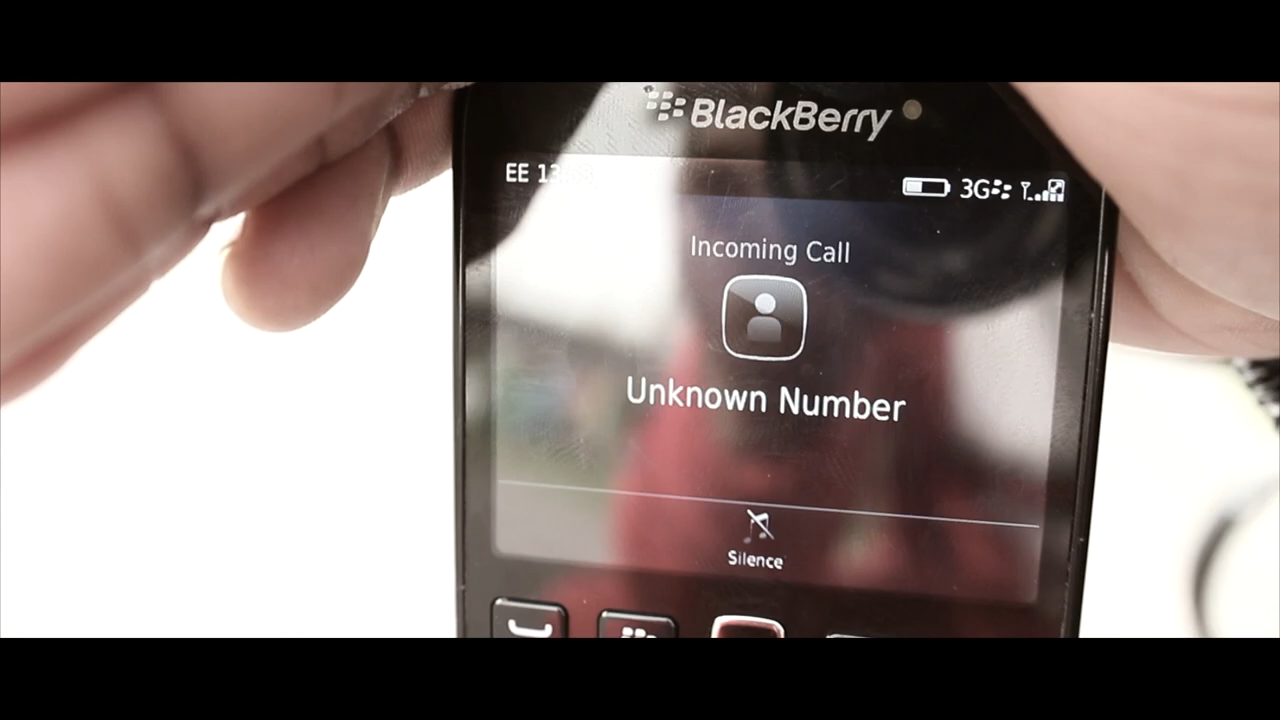 BlackBerry
EE
3G
Incoming Call
Unknown Number
Silence